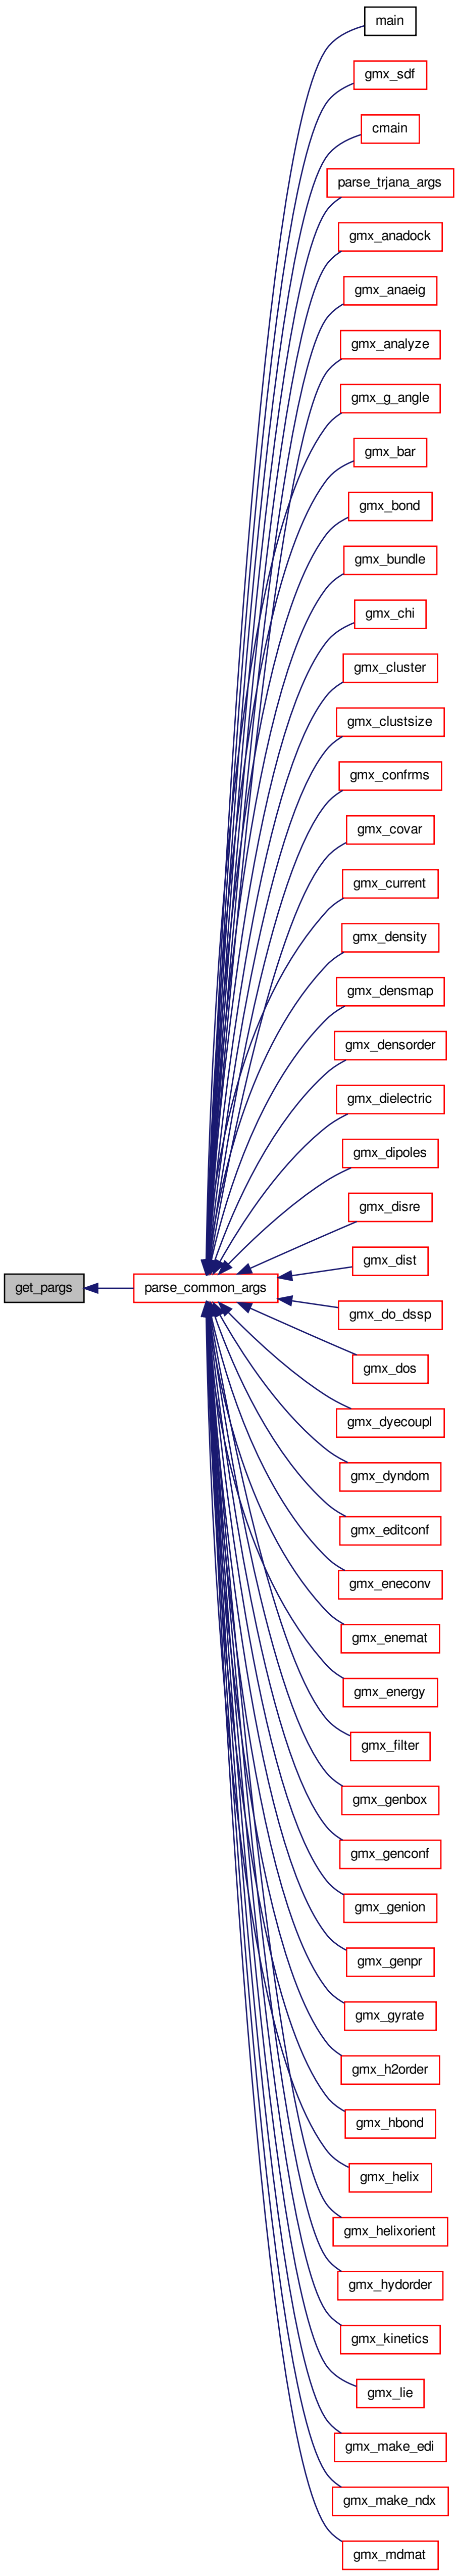 main
gmx_sdf
cmain
parse_trjana_args
gmx_anadock
gmx_anaeig
gmx_analyze
gmx_g_angle
gmx_bar
gmx_bond
gmx_bundle
gmx_chi
gmx_cluster
gmx_clustsize
gmx_confrms
gmx_covar
gmx_current
gmx_density
gmx_densmap
gmx_densorder
gmx_dielectric
gmx_dipoles
gmx_disre
gmx_dist
get_pargs
parse_common_args
gmx_do_dssp
gmx_dos
gmx_dyecoupl
gmx_dyndom
gmx_editconf
gmx_eneconv
gmx_enemat
gmx_energy
gmx_filter
gmx_genbox
gmx_genconf
gmx_genion
gmx_genpr
gmx_gyrate
gmx_h2order
gmx_hbond
gmx_helix
gmx_helixorient
gmx_hydorder
gmx_kinetics
gmx_lie
gmx_make_edi
gmx_make_ndx
gmx_mdmat